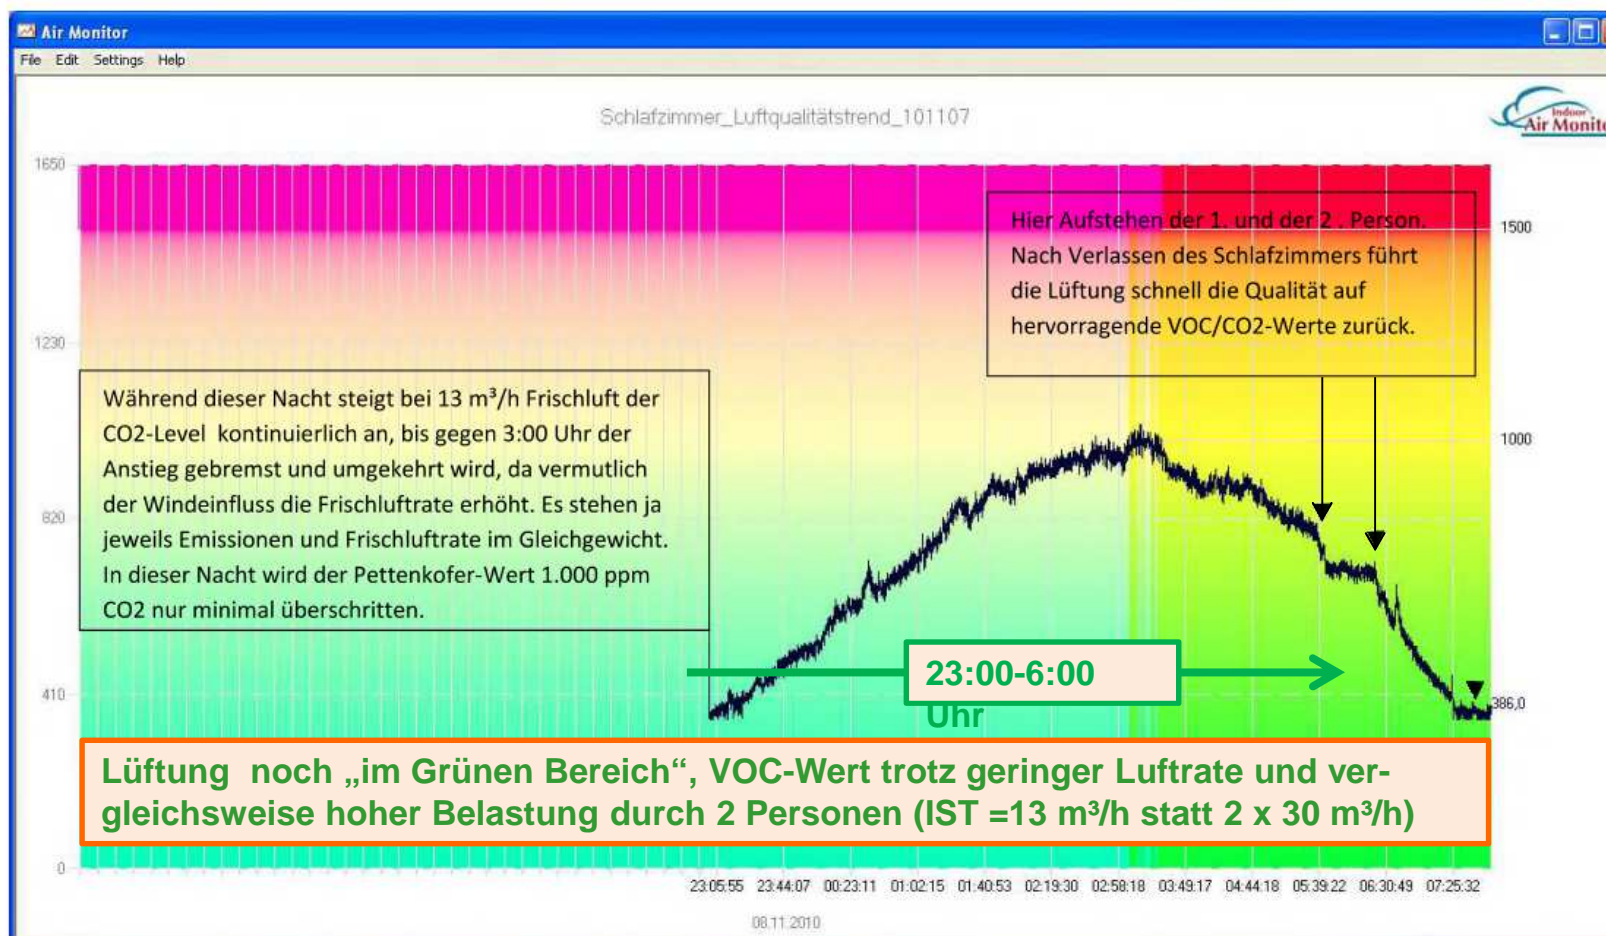 Air Monitor
File Edit Settings Help
Schlafzimmer_Luftqualitätstrend_101107
Indoor
Air Monito
1650
1230
820
410
0
1500
1000
386,0
Hier Aufstehen der 1. und der 2 . Person.
Nach Verlassen des Schlafzimmers führt
die Lüftung schnell die Qualität auf
hervorragende VOC/CO2-Werte zurück.
Während dieser Nacht steigt bei 13 m³/h Frischluft der
CO2-Level kontinuierlich an, bis gegen 3:00 Uhr der
Anstieg gebremst und umgekehrt wird, da vermutlich
der Windeinfluss die Frischluftrate erhöht. Es stehen ja
jeweils Emissionen und Frischluftrate im Gleichgewicht.
In dieser Nacht wird der Pettenkofer-Wert 1.000 ppm
CO2 nur minimal überschritten.
23:00-6:00
Uhr
Lüftung noch „im Grünen Bereich“, VOC-Wert trotz geringer Luftrate und ver-
gleichsweise hoher Belastung durch 2 Personen (IST =13 m³/h statt 2 x 30 m³/h)
23:05:55 23:44:07 00:23:11 01:02:15 01:40:53 02:19:30 02:58:18 03:49:17 04:44:18 05:39:22 06:30:49 07:25:32
08.11.2010